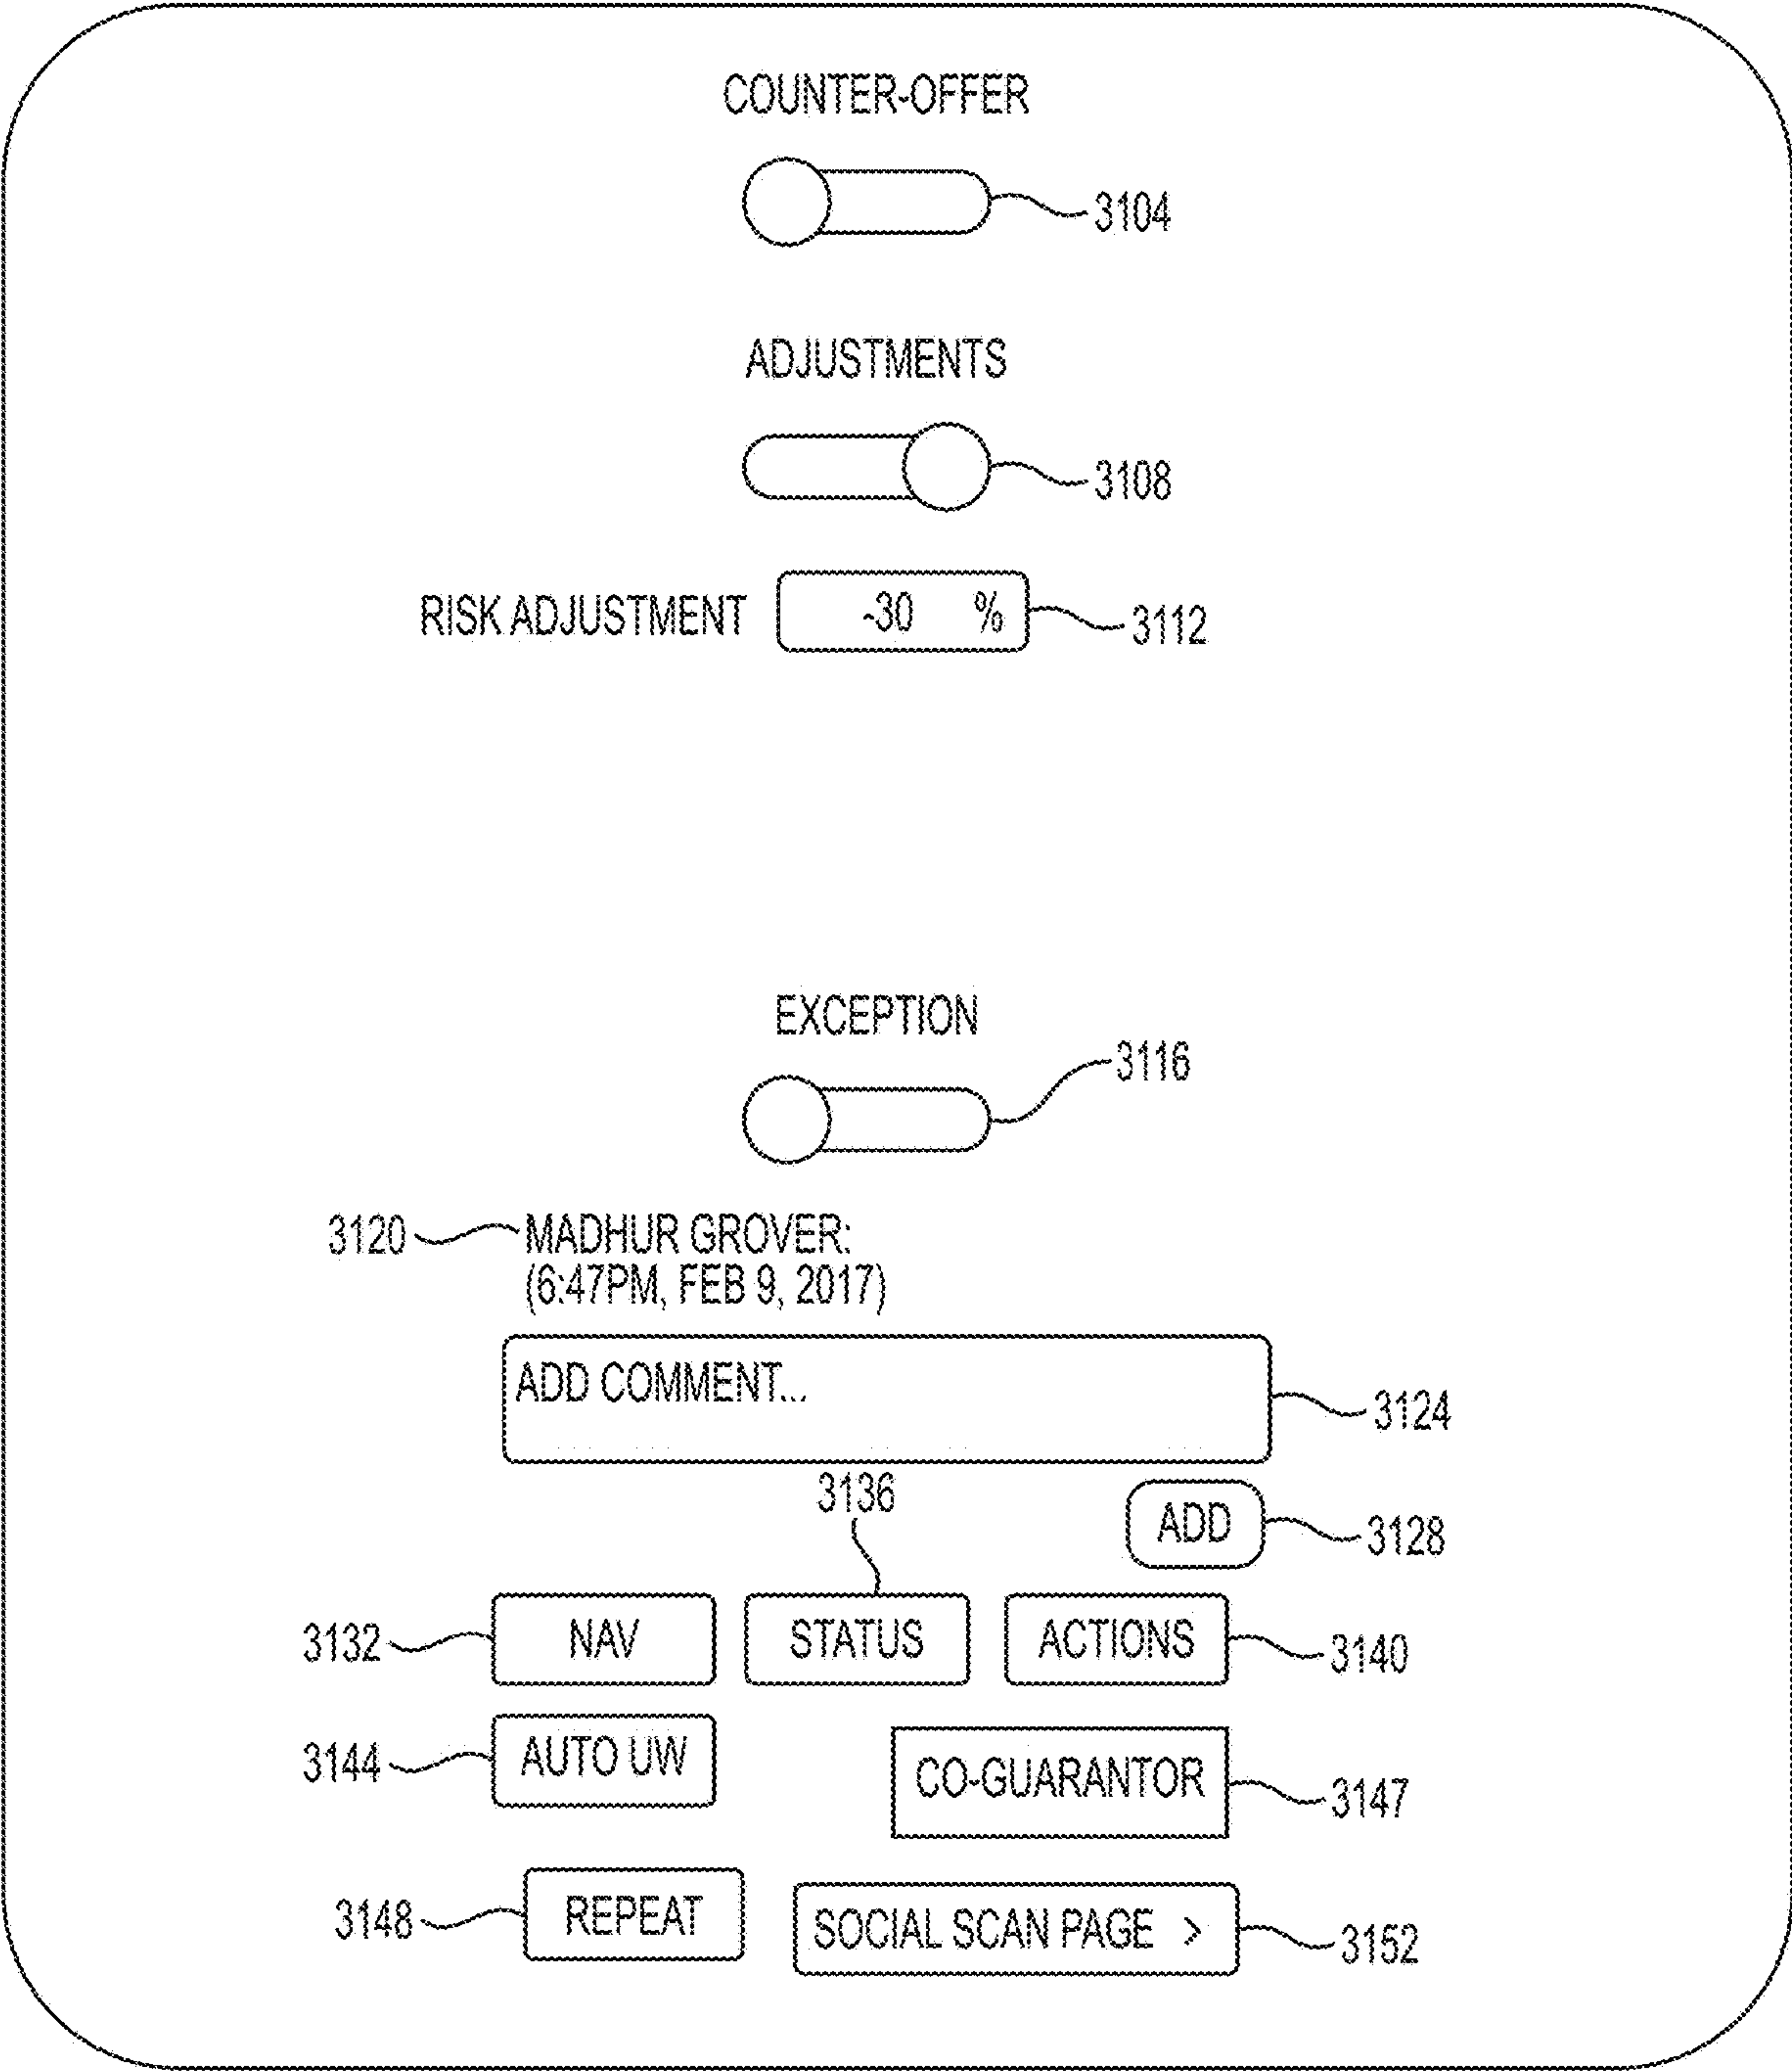 COUNTER-OFFER
3104
ADJUSTMENTS
3108
RISK ADJUSTMENT -30 % 3112
EXCEPTION
3116
3120 MADHUR GROVER:
(6:47PM, FEB 9, 2017)
ADD COMMENT...
3124
3136
ADD 3128
3132 NAV STATUS ACTIONS 3140
3144 AUTO UW CO-GUARANTOR 3147
3148 REPEAT SOCIAL SCAN PAGE > 3152